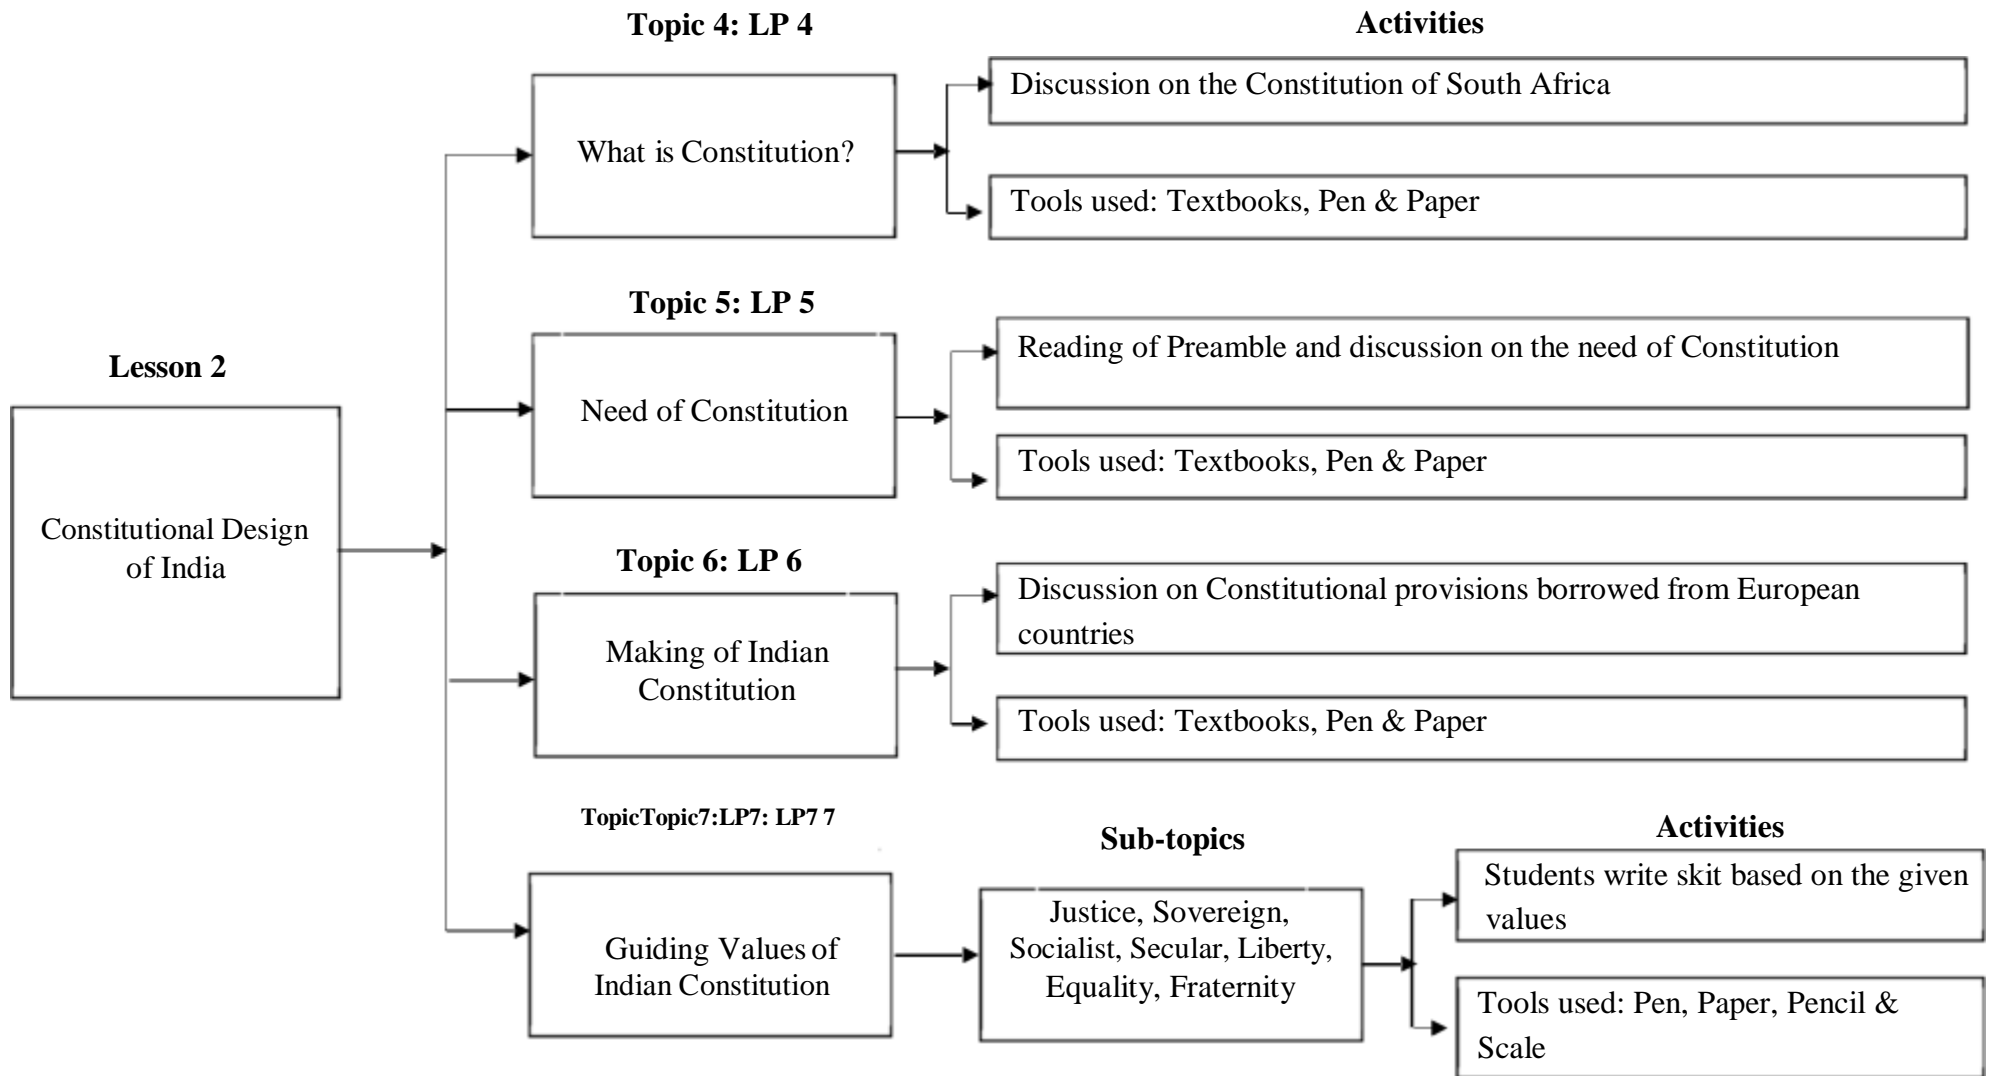 Topic 4: LP 4
Activities
What is Constitution?
Discussion on the Constitution of South Africa
Tools used: Textbooks, Pen & Paper
Topic 5: LP 5
Need of Constitution
Reading of Preamble and discussion on the need of Constitution
Tools used: Textbooks, Pen & Paper
Lesson 2
Constitutional Design
of India
Topic 6: LP 6
Making of Indian
Constitution
Discussion on Constitutional provisions borrowed from European
countries
Tools used: Textbooks, Pen & Paper
TopicTopic7:LP7: LP7 7
Guiding Values of
Indian Constitution
Sub-topics
Justice, Sovereign,
Socialist, Secular, Liberty,
Equality, Fraternity
Activities
Students write skit based on the given
values
Tools used: Pen, Paper, Pencil &
Scale